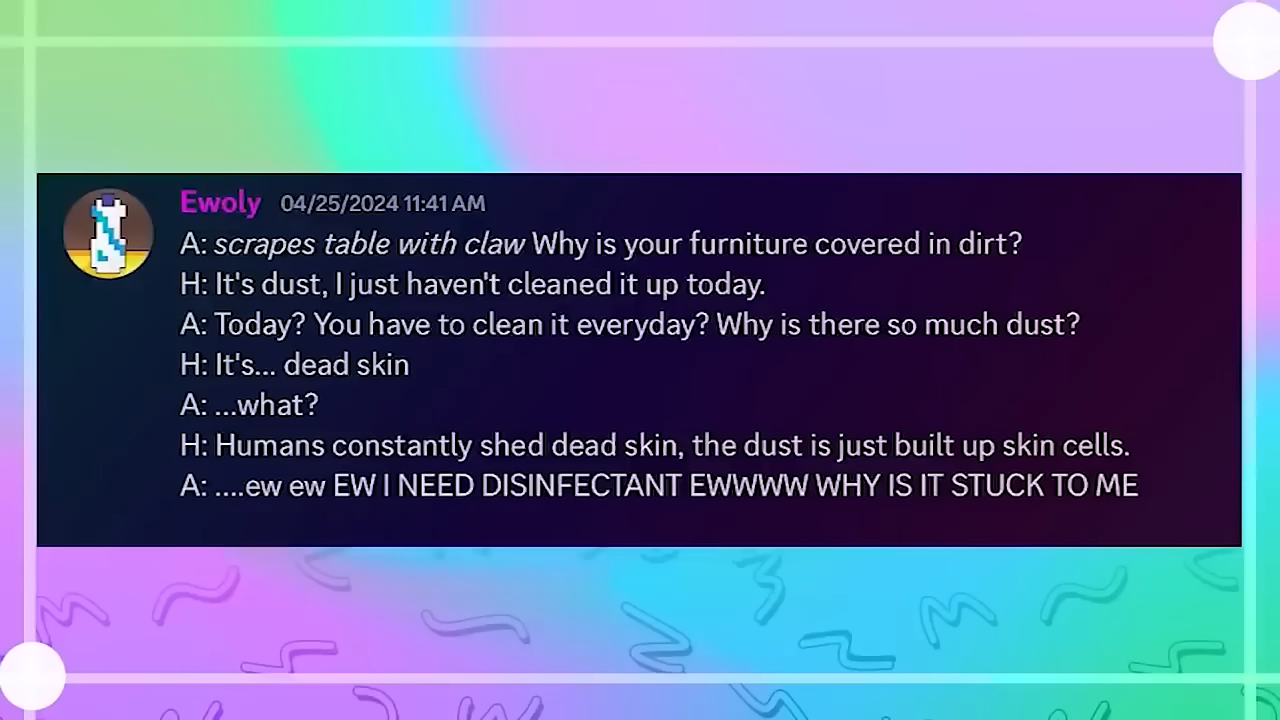 Ewoly 04/25/2024 11:41 AM
A: scrapes table with claw Why is your furniture covered in dirt?
H: It's dust, I just haven't cleaned it up today.
A: Today? You have to clean it everyday? Why is there so much dust?
H: It's... dead skin
A: ...what?
H: Humans constantly shed dead skin, the dust is just built up skin cells.
A: ....ew ew EW I NEED DISINFECTANT EWWWW WHY IS IT STUCK TO ME